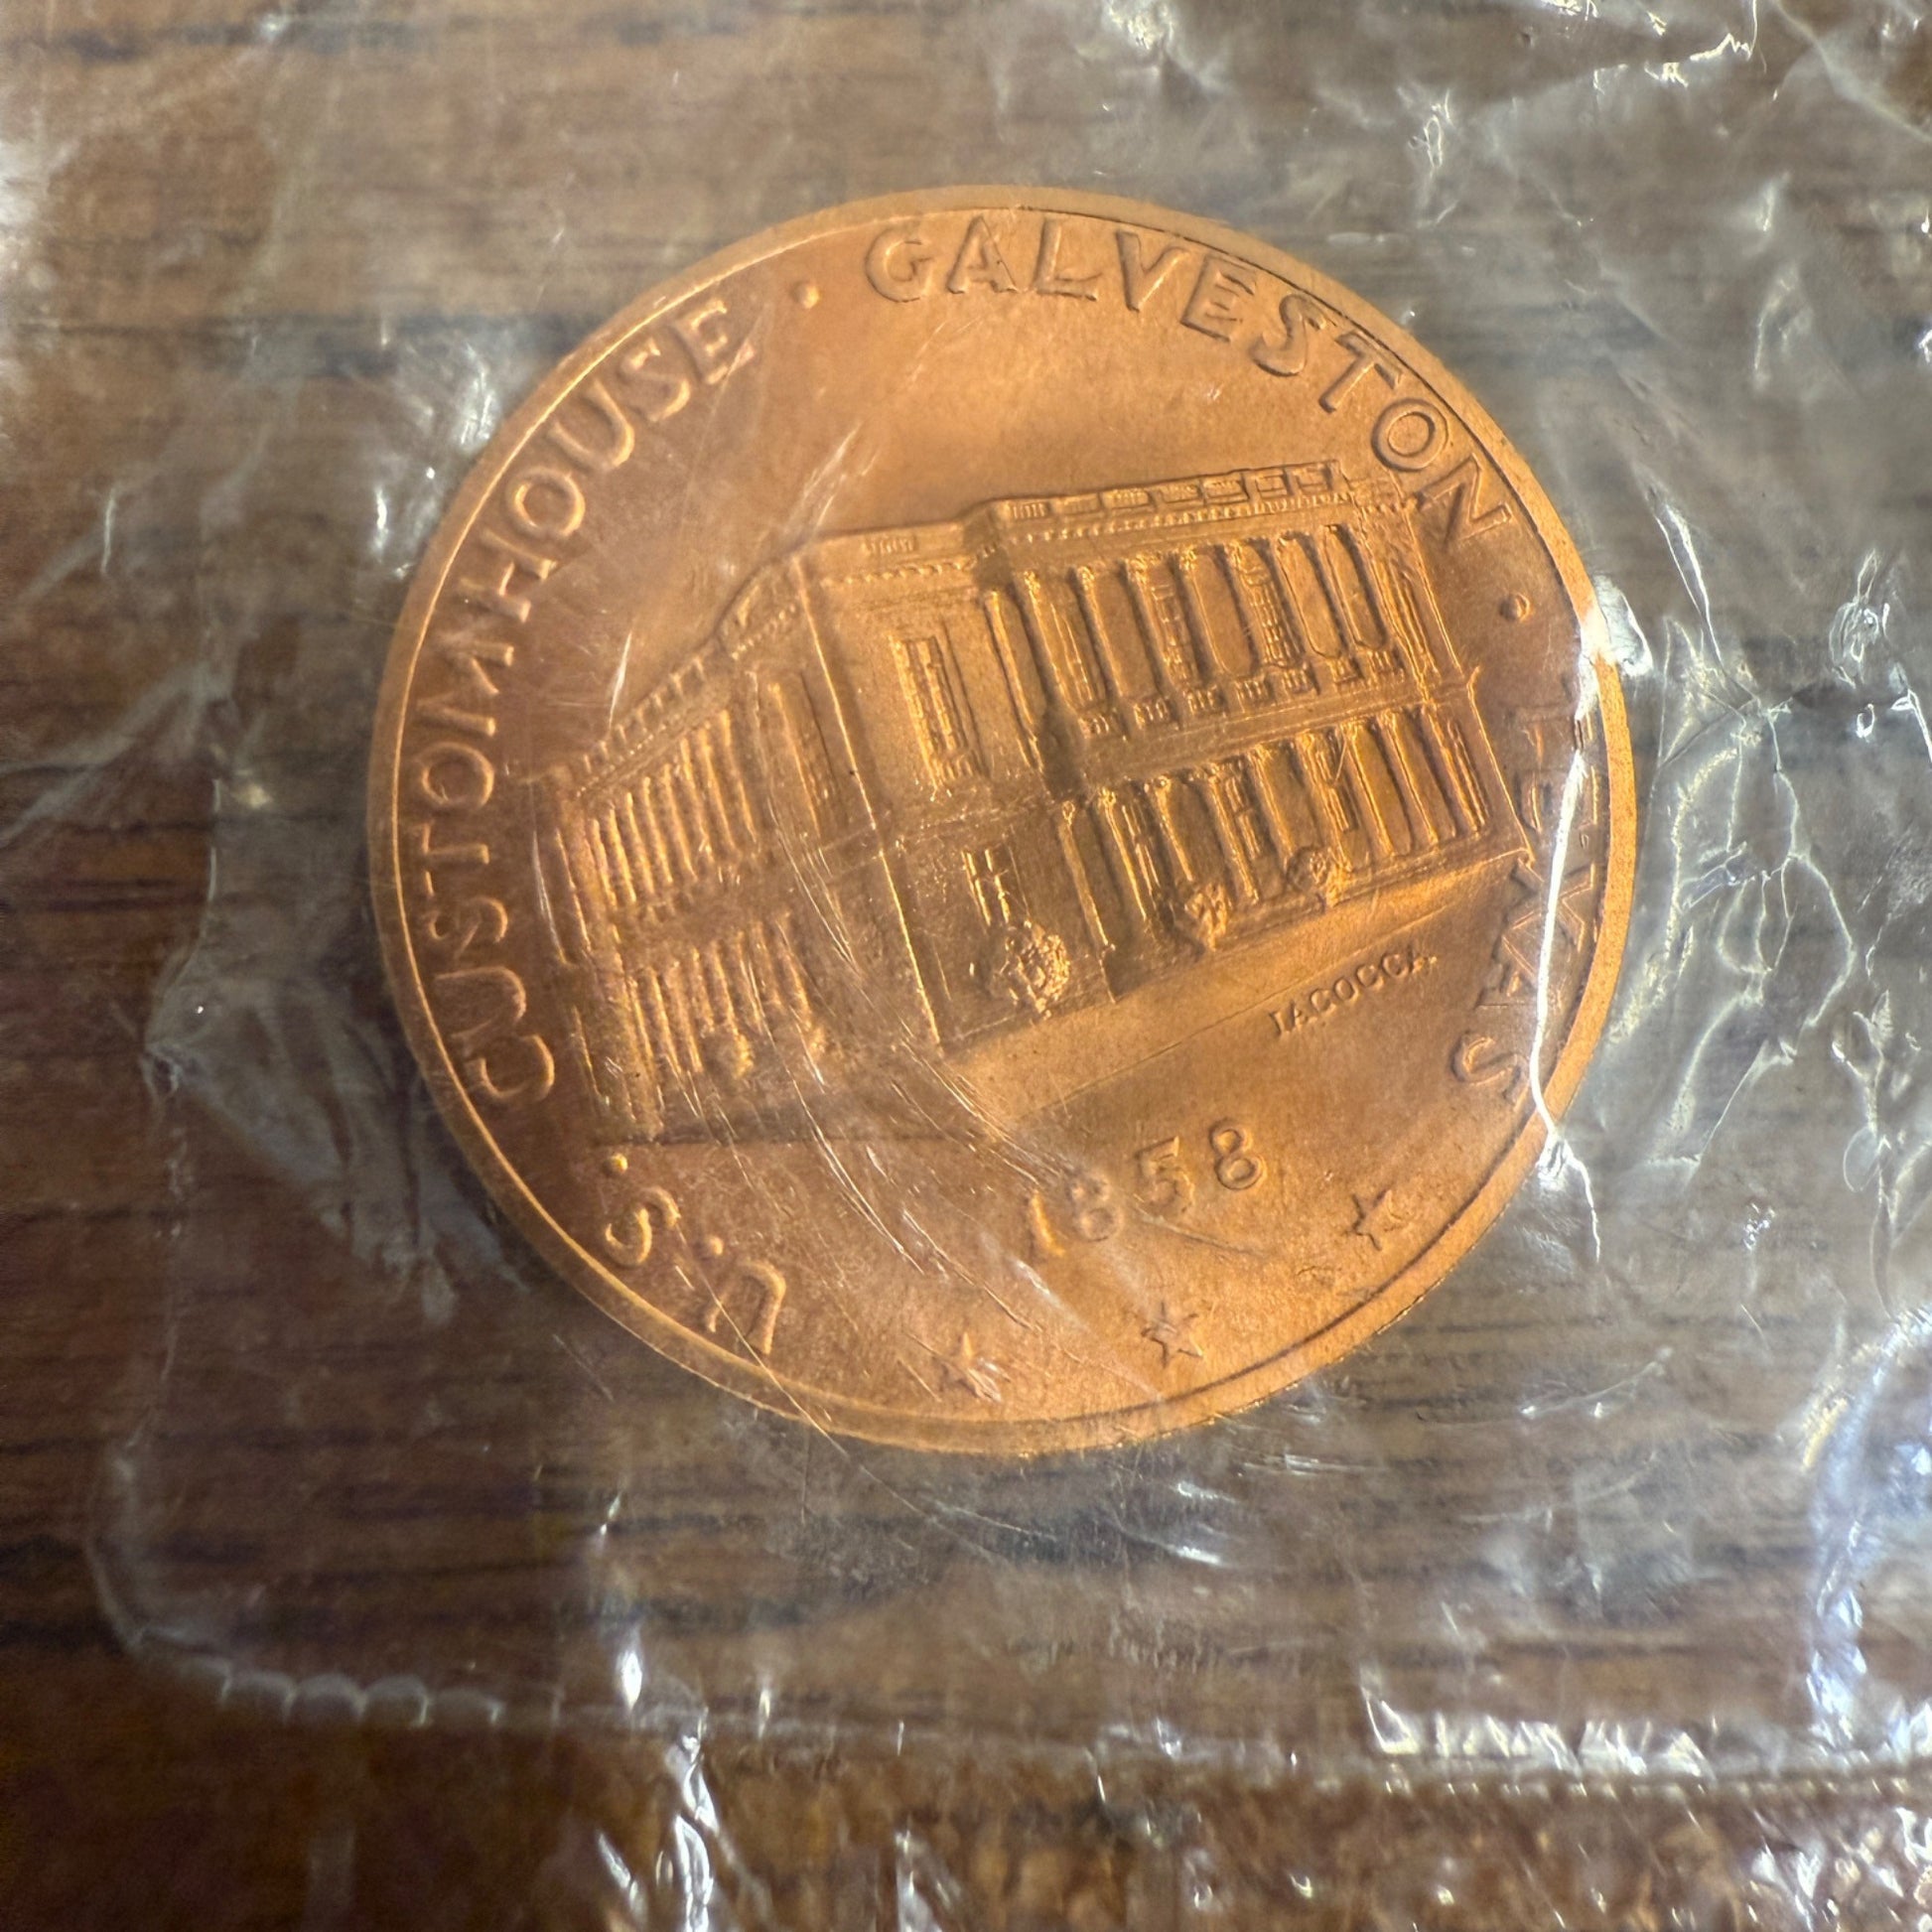 U.S. CUSTOMHOUSE · GALVESTON · TEXAS
IACOCCA
1858